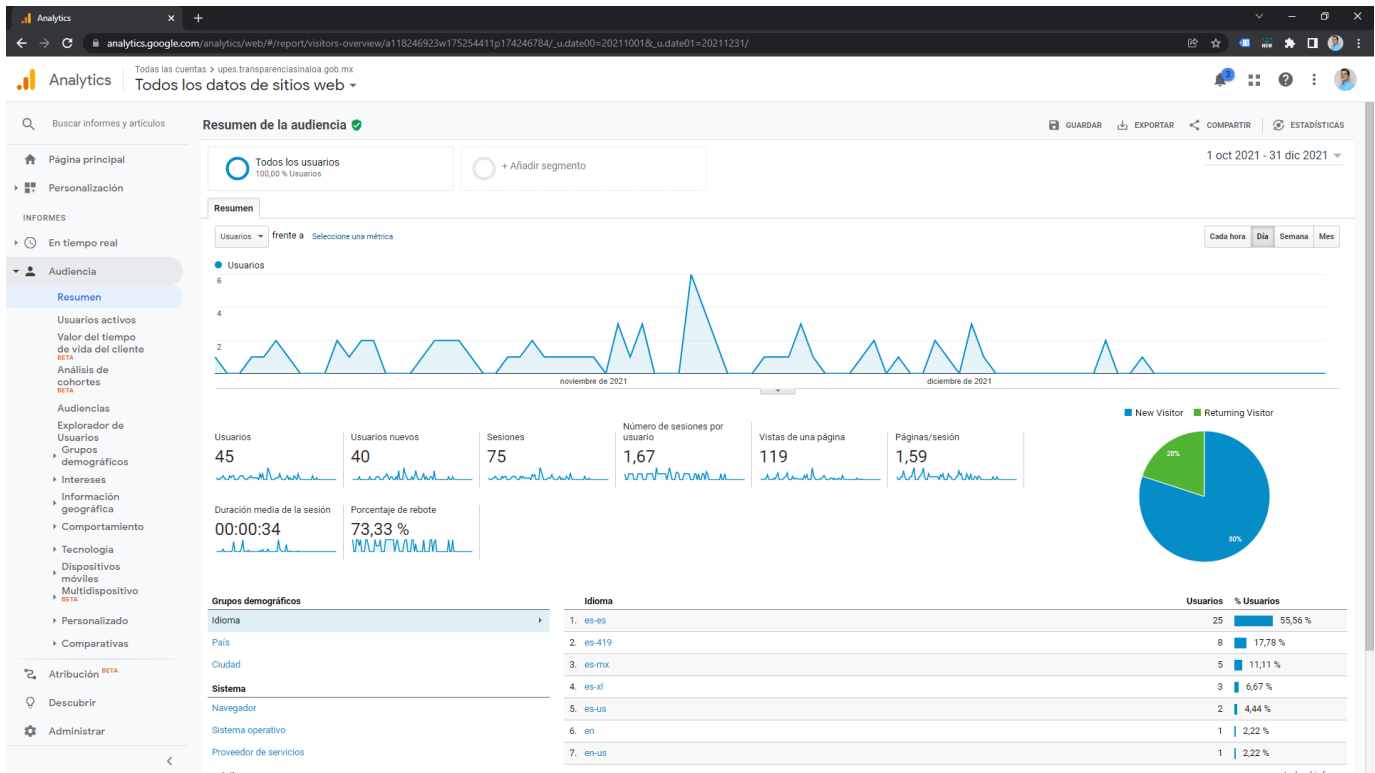 Analytics
analytics.google.com/analytics/web/#/report/visitors-overview/a118246923w175254411p174246784/_u.date00=20211001&_u.date01=20211231/
NEW
Analytics
Todas las cuentas > upes.transparenciasinaloa.gob.mx
Todos los datos de sitios web
3
Buscar informes y artículos
Página principal
Personalización
INFORMES
En tiempo real
Audiencia
Resumen
Usuarios activos
Valor del tiempo
de vida del cliente
BETA
Análisis de
cohortes
BETA
Audiencias
Explorador de
Usuarios
Grupos
demográficos
Intereses
Información
geográfica
Comportamiento
Tecnología
Dispositivos
móviles
Multidispositivo
BETA
Personalizado
Comparativas
Atribución BETA
Descubrir
Administrar
Resumen de la audiencia
GUARDAR
EXPORTAR
COMPARTIR
ESTADÍSTICAS
Todos los usuarios
100,00 % Usuarios
+ Añadir segmento
1 oct 2021 - 31 dic 2021
Resumen
Usuarios frente a Seleccione una métrica
Cada hora Día Semana Mes
Usuarios
6
4
2
noviembre de 2021
diciembre de 2021
New Visitor Returning Visitor
20%
80%
Usuarios
45
Usuarios nuevos
40
Sesiones
75
Número de sesiones por
usuario
1,67
Vistas de una página
119
Páginas/sesión
1,59
Duración media de la sesión
00:00:34
Porcentaje de rebote
73,33 %
Grupos demográficos
Idioma
País
Ciudad
Sistema
Navegador
Sistema operativo
Proveedor de servicios
Idioma Usuarios % Usuarios
1. es-es 25 55,56 %
2. es-419 8 17,78 %
3. es-mx 5 11,11 %
4. es-xl 3 6,67 %
5. es-us 2 4,44 %
6. en 1 2,22 %
7. en-us 1 2,22 %